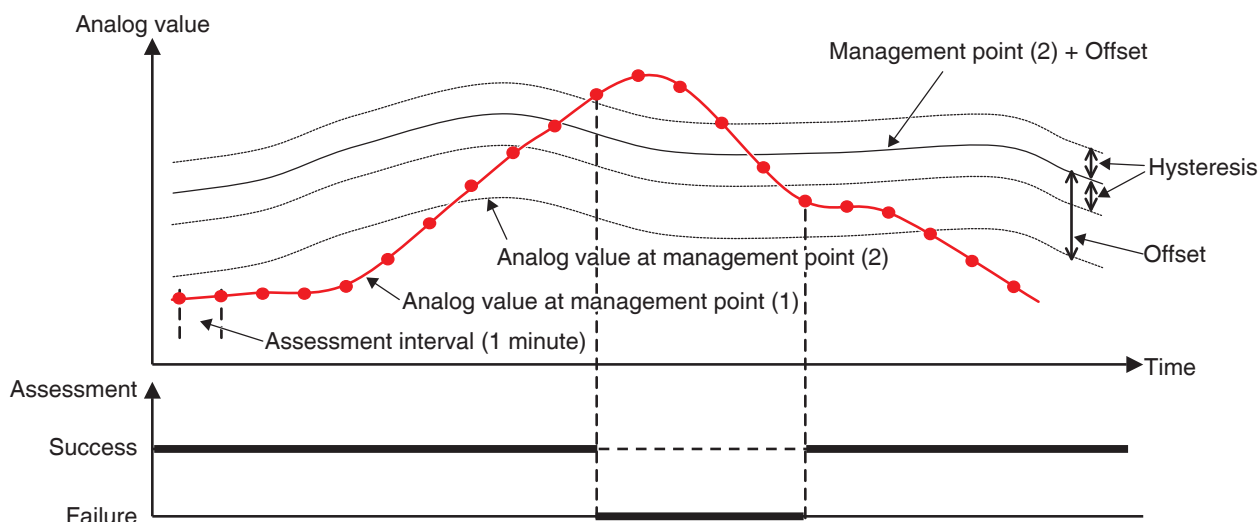 Analog value
Management point (2) + Offset
Hysteresis
Analog value at management point (2)
Offset
Analog value at management point (1)
Assessment interval (1 minute)
Time
Assessment
Success
Failure